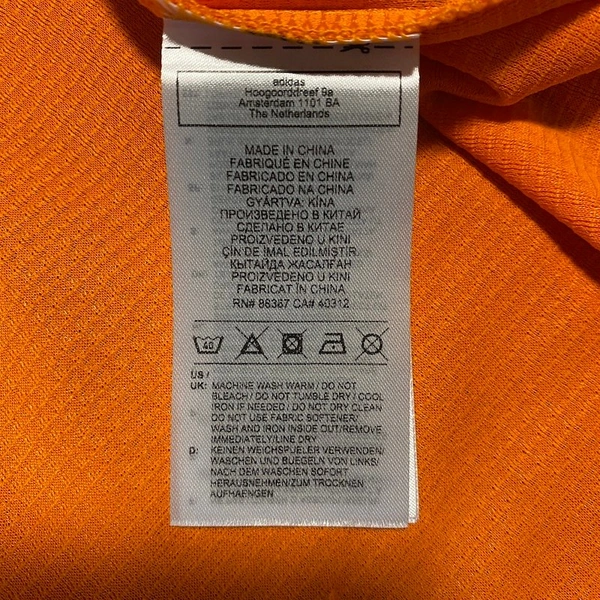 adidas
Hoogoorddreef 9a
Amsterdam 1101 BA
The Netherlands
MADE IN CHINA
FABRIQUÉ EN CHINE
FABRICADO EN CHINA
FABRICADO NA CHINA
GYÁRTVA: KÍNA
ПРОИЗВЕДЕНО В КИТАЙ
СДЕЛАНО В КИТАЕ
PROIZVEDENO U KINI
ÇİN DE İMAL EDİLMİŞTİR.
ҚЫТАЙДА ЖАСАЛҒАН
PROIZVEDENO U KINI
FABRICAT ÎN CHINA
RN# 86367 CA# 40312
40
US /
UK: MACHINE WASH WARM / DO NOT
BLEACH / DO NOT TUMBLE DRY / COOL
IRON IF NEEDED / DO NOT DRY CLEAN
DO NOT USE FABRIC SOFTENER/
WASH AND IRON INSIDE OUT/REMOVE
IMMEDIATELY/LINE DRY
D: KEINEN WEICHSPUELER VERWENDEN/
WASCHEN UND BUEGELN VON LINKS/
NACH DEM WASCHEN SOFORT
HERAUSNEHMEN/ZUM TROCKNEN
AUFHAENGEN